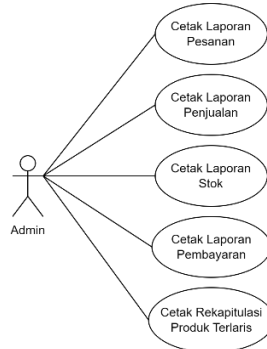 Cetak Laporan
Pesanan
Cetak Laporan
Penjualan
Cetak Laporan
Stok
Admin
Cetak Laporan
Pembayaran
Cetak Rekapitulasi
Produk Terlaris